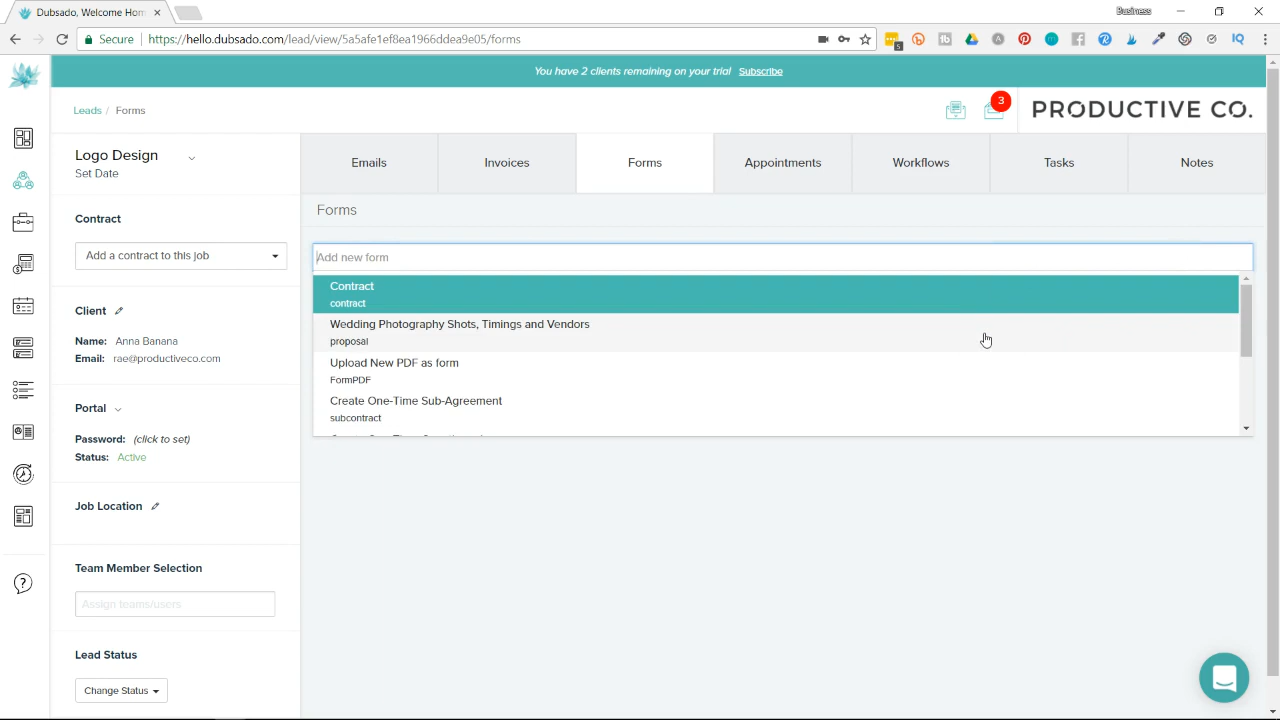 Dubsado, Welcome Hom
Business
Secure
https://hello.dubsado.com/lead/view/5a5afe1ef8ea1966ddea9e05/forms
5
You have 2 clients remaining on your trial Subscribe
Leads / Forms
3
PRODUCTIVE CO.
Logo Design
Set Date
Emails
Invoices
Forms
Appointments
Workflows
Tasks
Notes
Forms
Contract
Add a contract to this job
Add new form
Contract
contract
Wedding Photography Shots, Timings and Vendors
proposal
Upload New PDF as form
FormPDF
Create One-Time Sub-Agreement
subcontract
Client
Name: Anna Banana
Email: rae@productiveco.com
Portal
Password: (click to set)
Status: Active
Job Location
Team Member Selection
Assign teams/users
Lead Status
Change Status